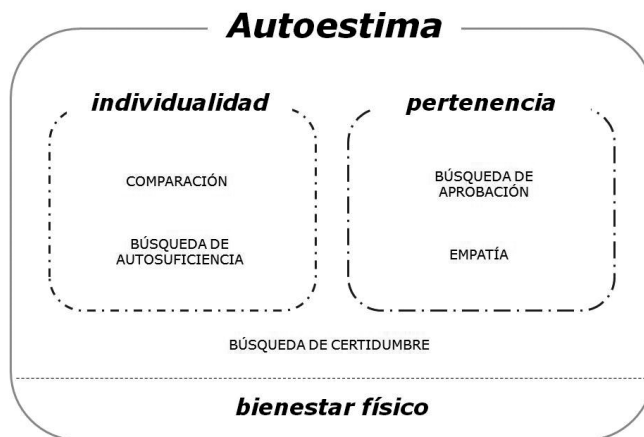 Autoestima
individualidad
COMPARACIÓN
BÚSQUEDA DE
AUTOSUFICIENCIA
pertenencia
BÚSQUEDA DE
APROBACIÓN
EMPATÍA
BÚSQUEDA DE CERTIDUMBRE
bienestar físico